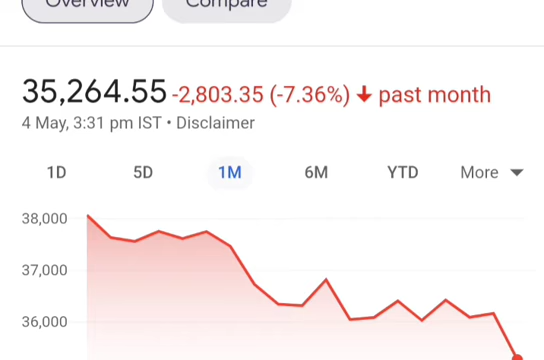 Overview Compare
35,264.55 -2,803.35 (-7.36%) ↓ past month
4 May, 3:31 pm IST • Disclaimer
1D 5D 1M 6M YTD More
38,000
37,000
36,000